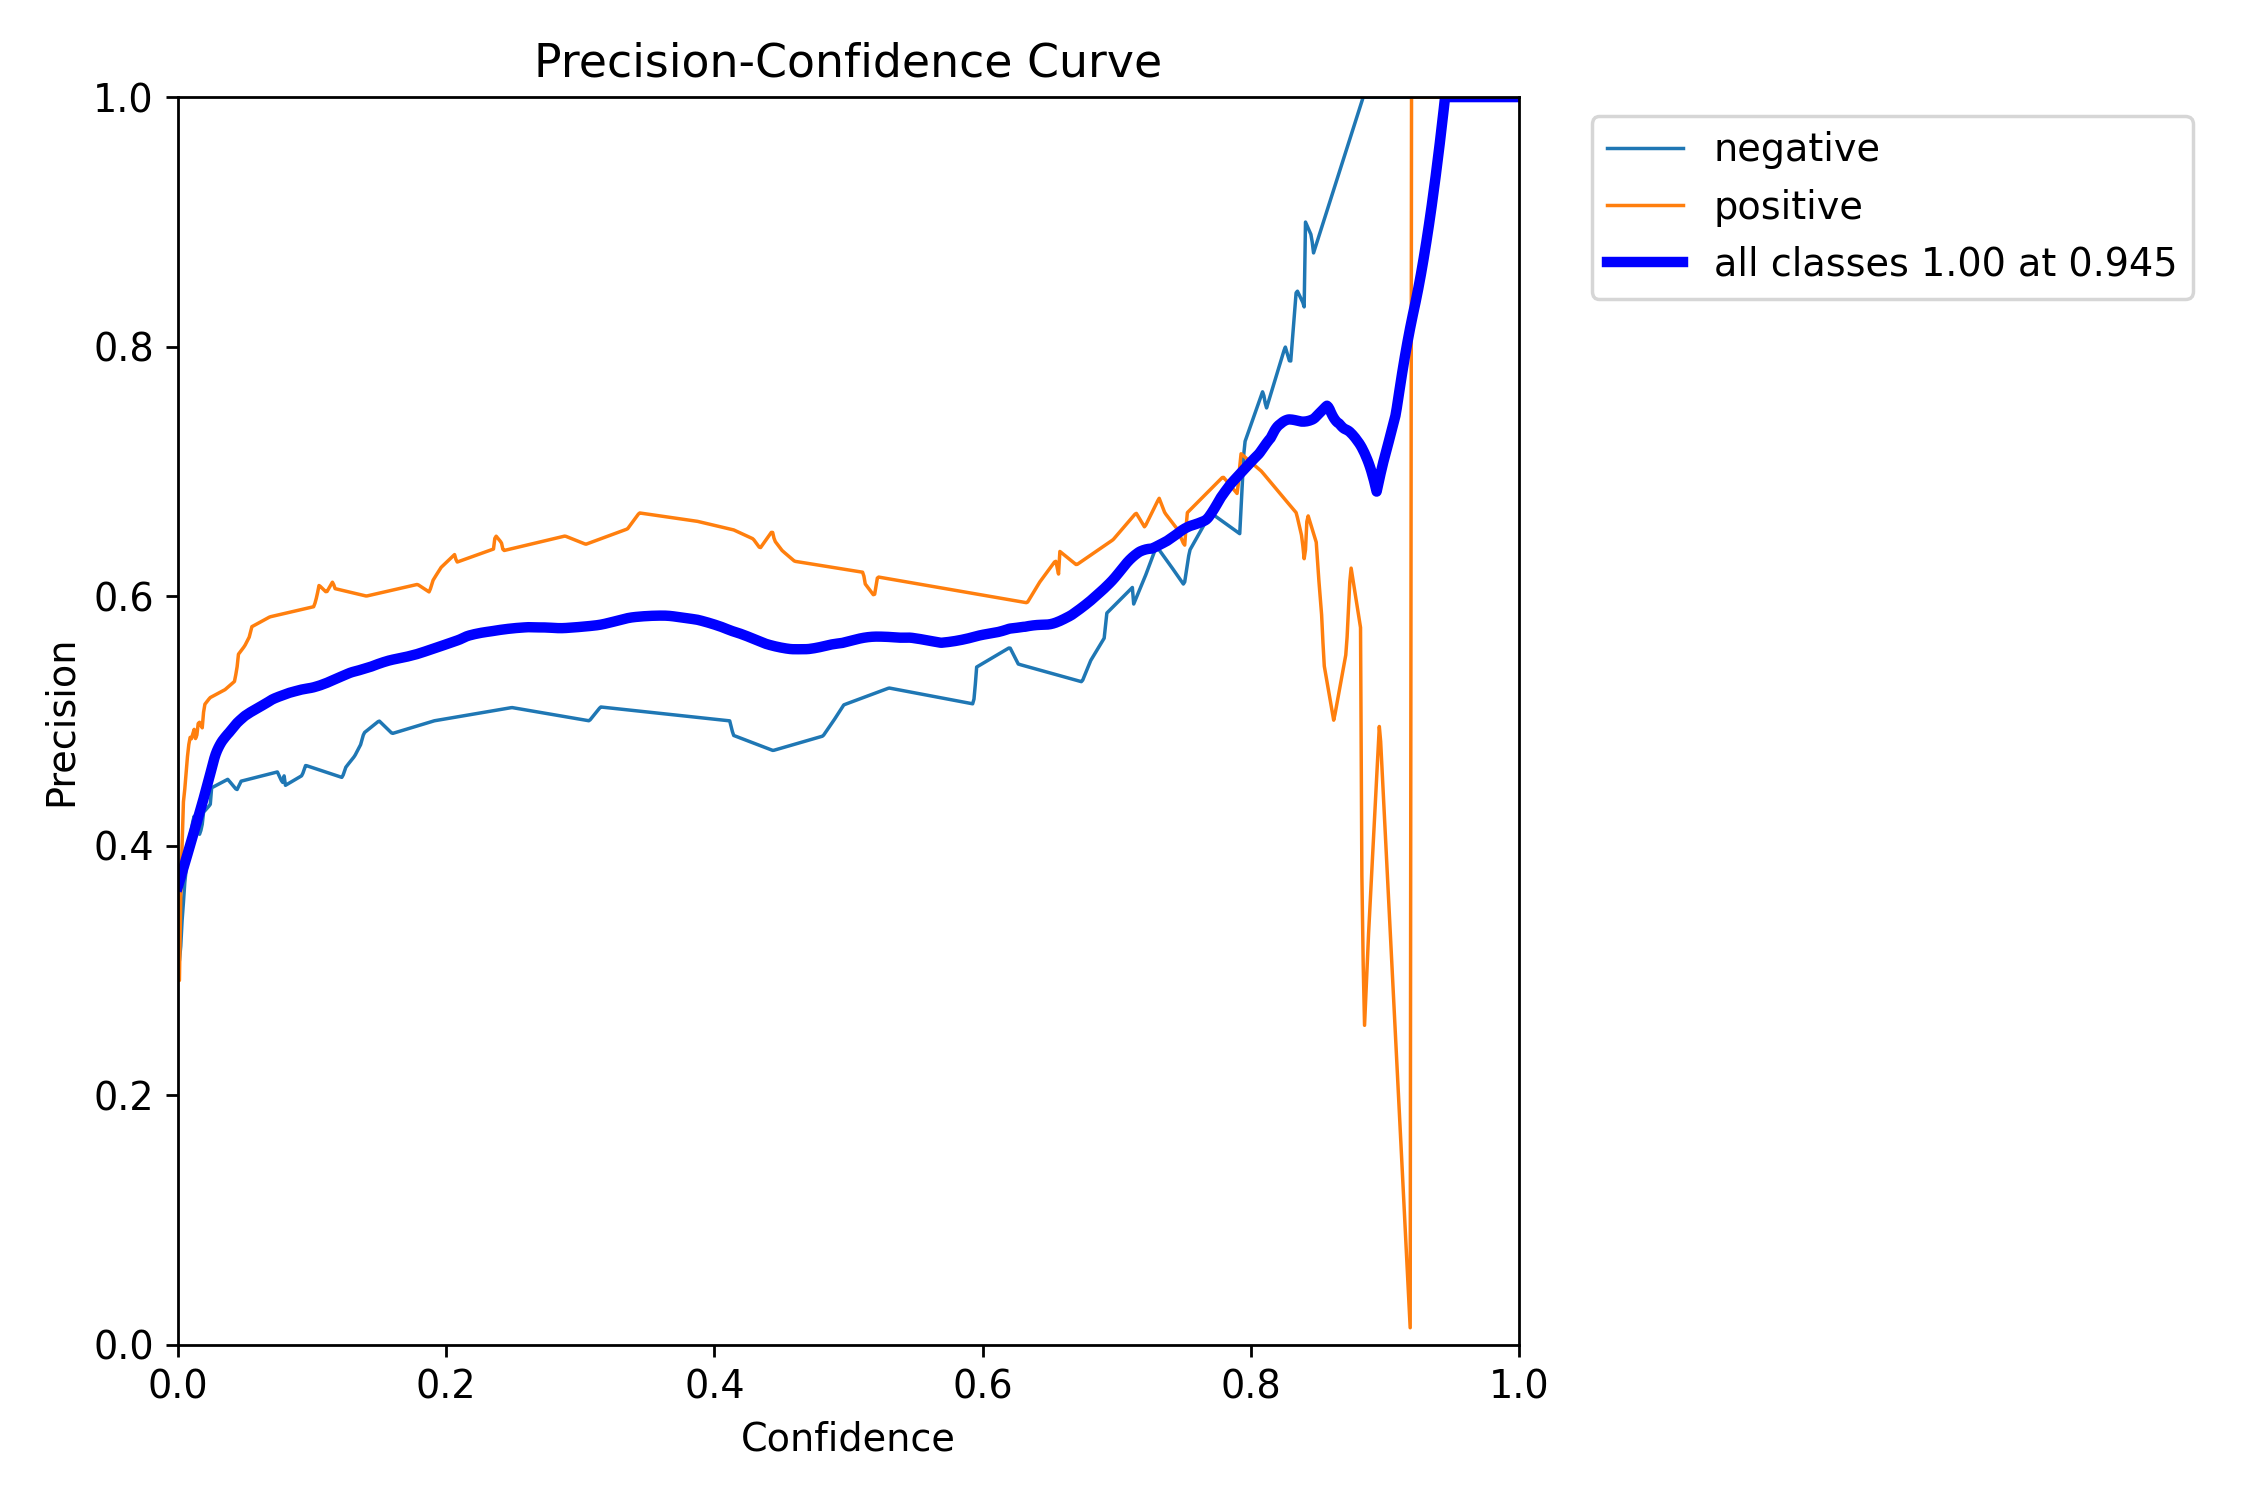 Precision-Confidence Curve
1.0
0.8
0.6
0.4
0.2
0.0
Precision
0.0 0.2 0.4 0.6 0.8 1.0
Confidence
negative
positive
all classes 1.00 at 0.945